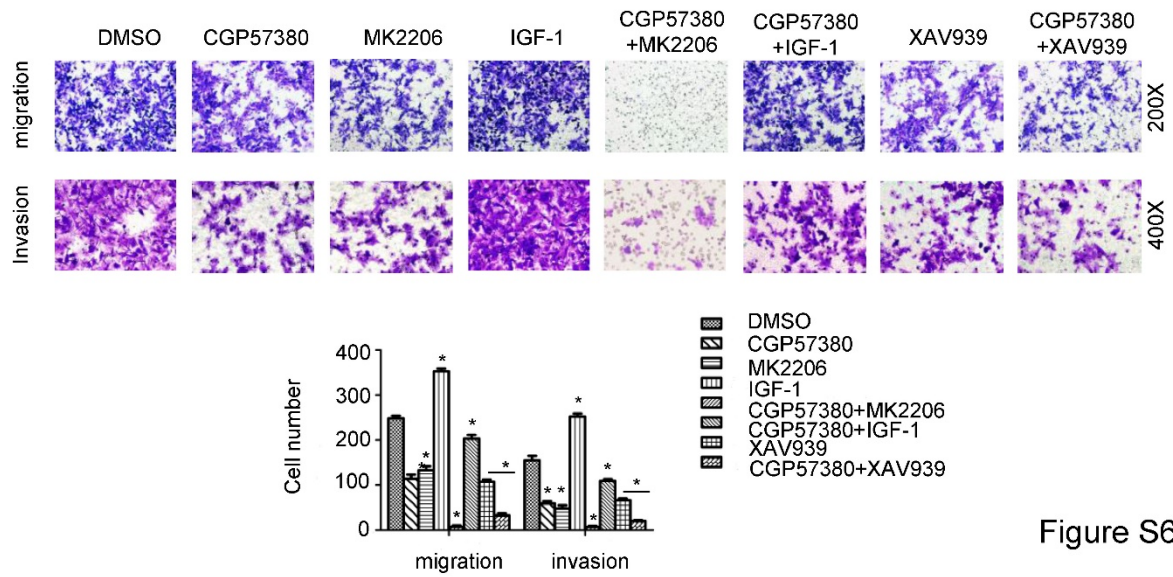 DMSO
CGP57380
MK2206
IGF-1
CGP57380
+MK2206
CGP57380
+IGF-1
XAV939
CGP57380
+XAV939
migration
200X
Invasion
400X
400
300
200
100
0
Cell number
* * * * * *
* * * * * *
migration
invasion
DMSO
CGP57380
MK2206
IGF-1
CGP57380+MK2206
CGP57380+IGF-1
XAV939
CGP57380+XAV939
Figure S6